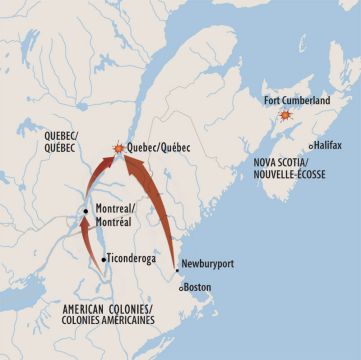 Fort Cumberland
QUEBEC/
QUÉBEC
Quebec/Québec
Halifax
NOVA SCOTIA/
NOUVELLE-ÉCOSSE
Montreal/
Montréal
Ticonderoga
Newburyport
Boston
AMERICAN COLONIES/
COLONIES AMÉRICAINES